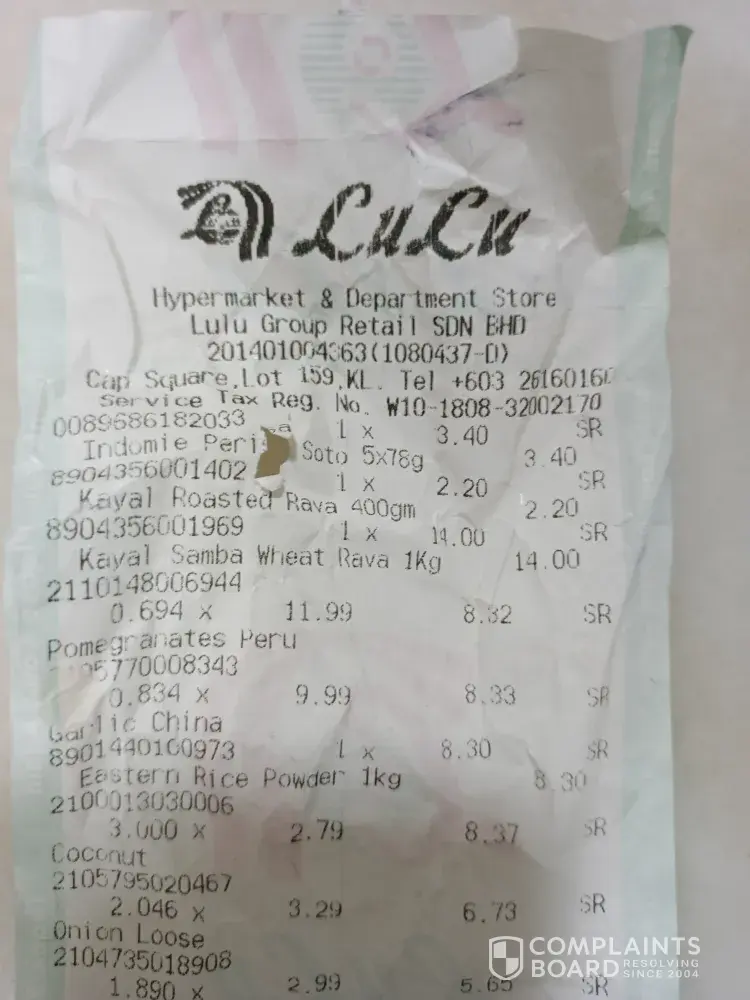 LuLu
Hypermarket & Department Store
Lulu Group Retail SDN BHD
201401004363(1080437-D)
Cap Square,Lot 159,KL. Tel +603 2616016
Service Tax Reg. No. W10-1808-32002170
0089686182033 1 x 3.40 SR
Indomie Soto 5x78g 3.40
8904356001402 1 x 2.20 SR
Kayal Roasted Rava 400gm 2.20
8904356001969 1 x 14.00 SR
Kayal Samba Wheat Rava 1Kg 14.00
2110148006944
0.694 x 11.99 8.32 SR
Pomegranates Peru
05770008343
0.834 x 9.99 8.33 SR
Garlic China
8901440100973 1 x 8.30 SR
Eastern Rice Powder 1kg 8.30
2100013030006
3.000 x 2.79 8.37 SR
Coconut
2105795020467
2.046 x 3.29 6.73 SR
Onion Loose
2104735018908
1.890 x 2.99 5.65 SR
COMPLAINTS
BOARD RESOLVING SINCE 2004